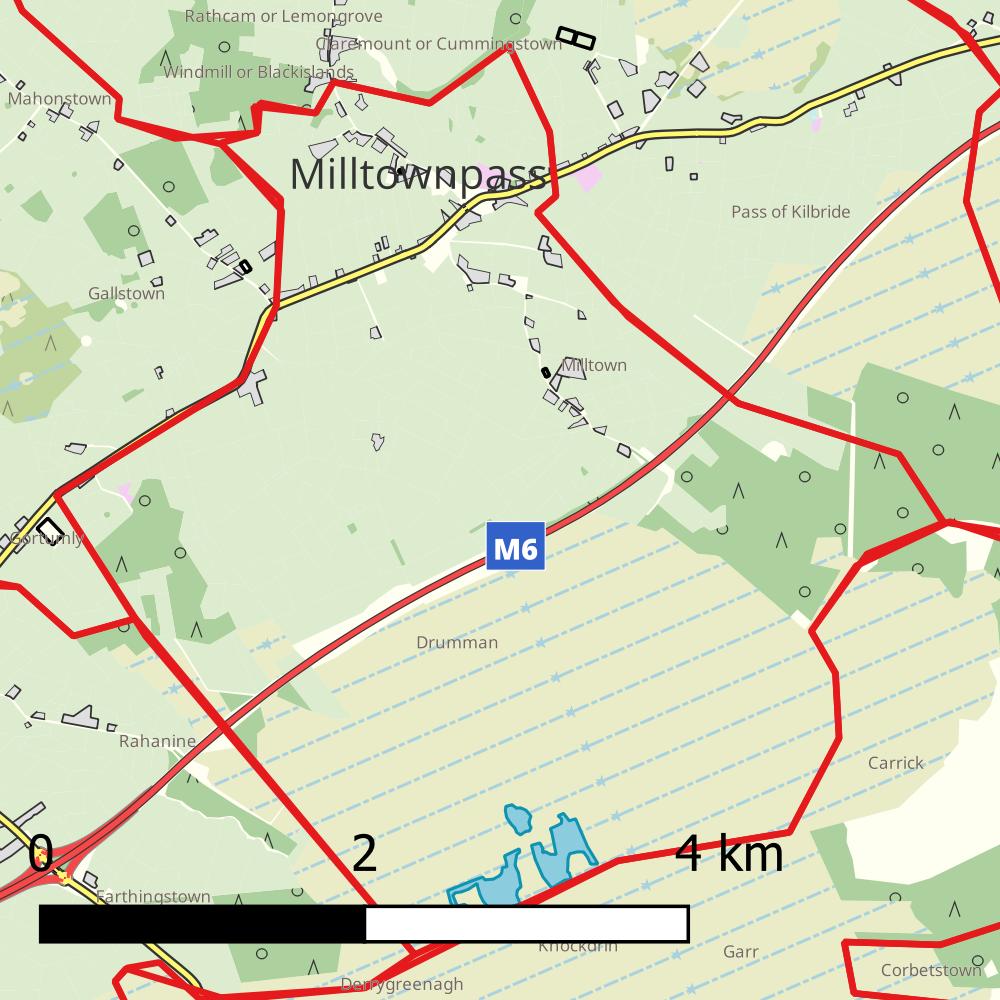 Rathcam or Lemongrove
Claremount or Cummingstown
Windmill or Blackislands
Mahonstown
Milltownpass
Pass of Kilbride
Gallstown
Milltown
Gortumly
M6
Drumman
Rahanine
Carrick
0 2 4 km
Farthingstown
Knockdrin
Garr
Corbetstown
Derrygreenagh